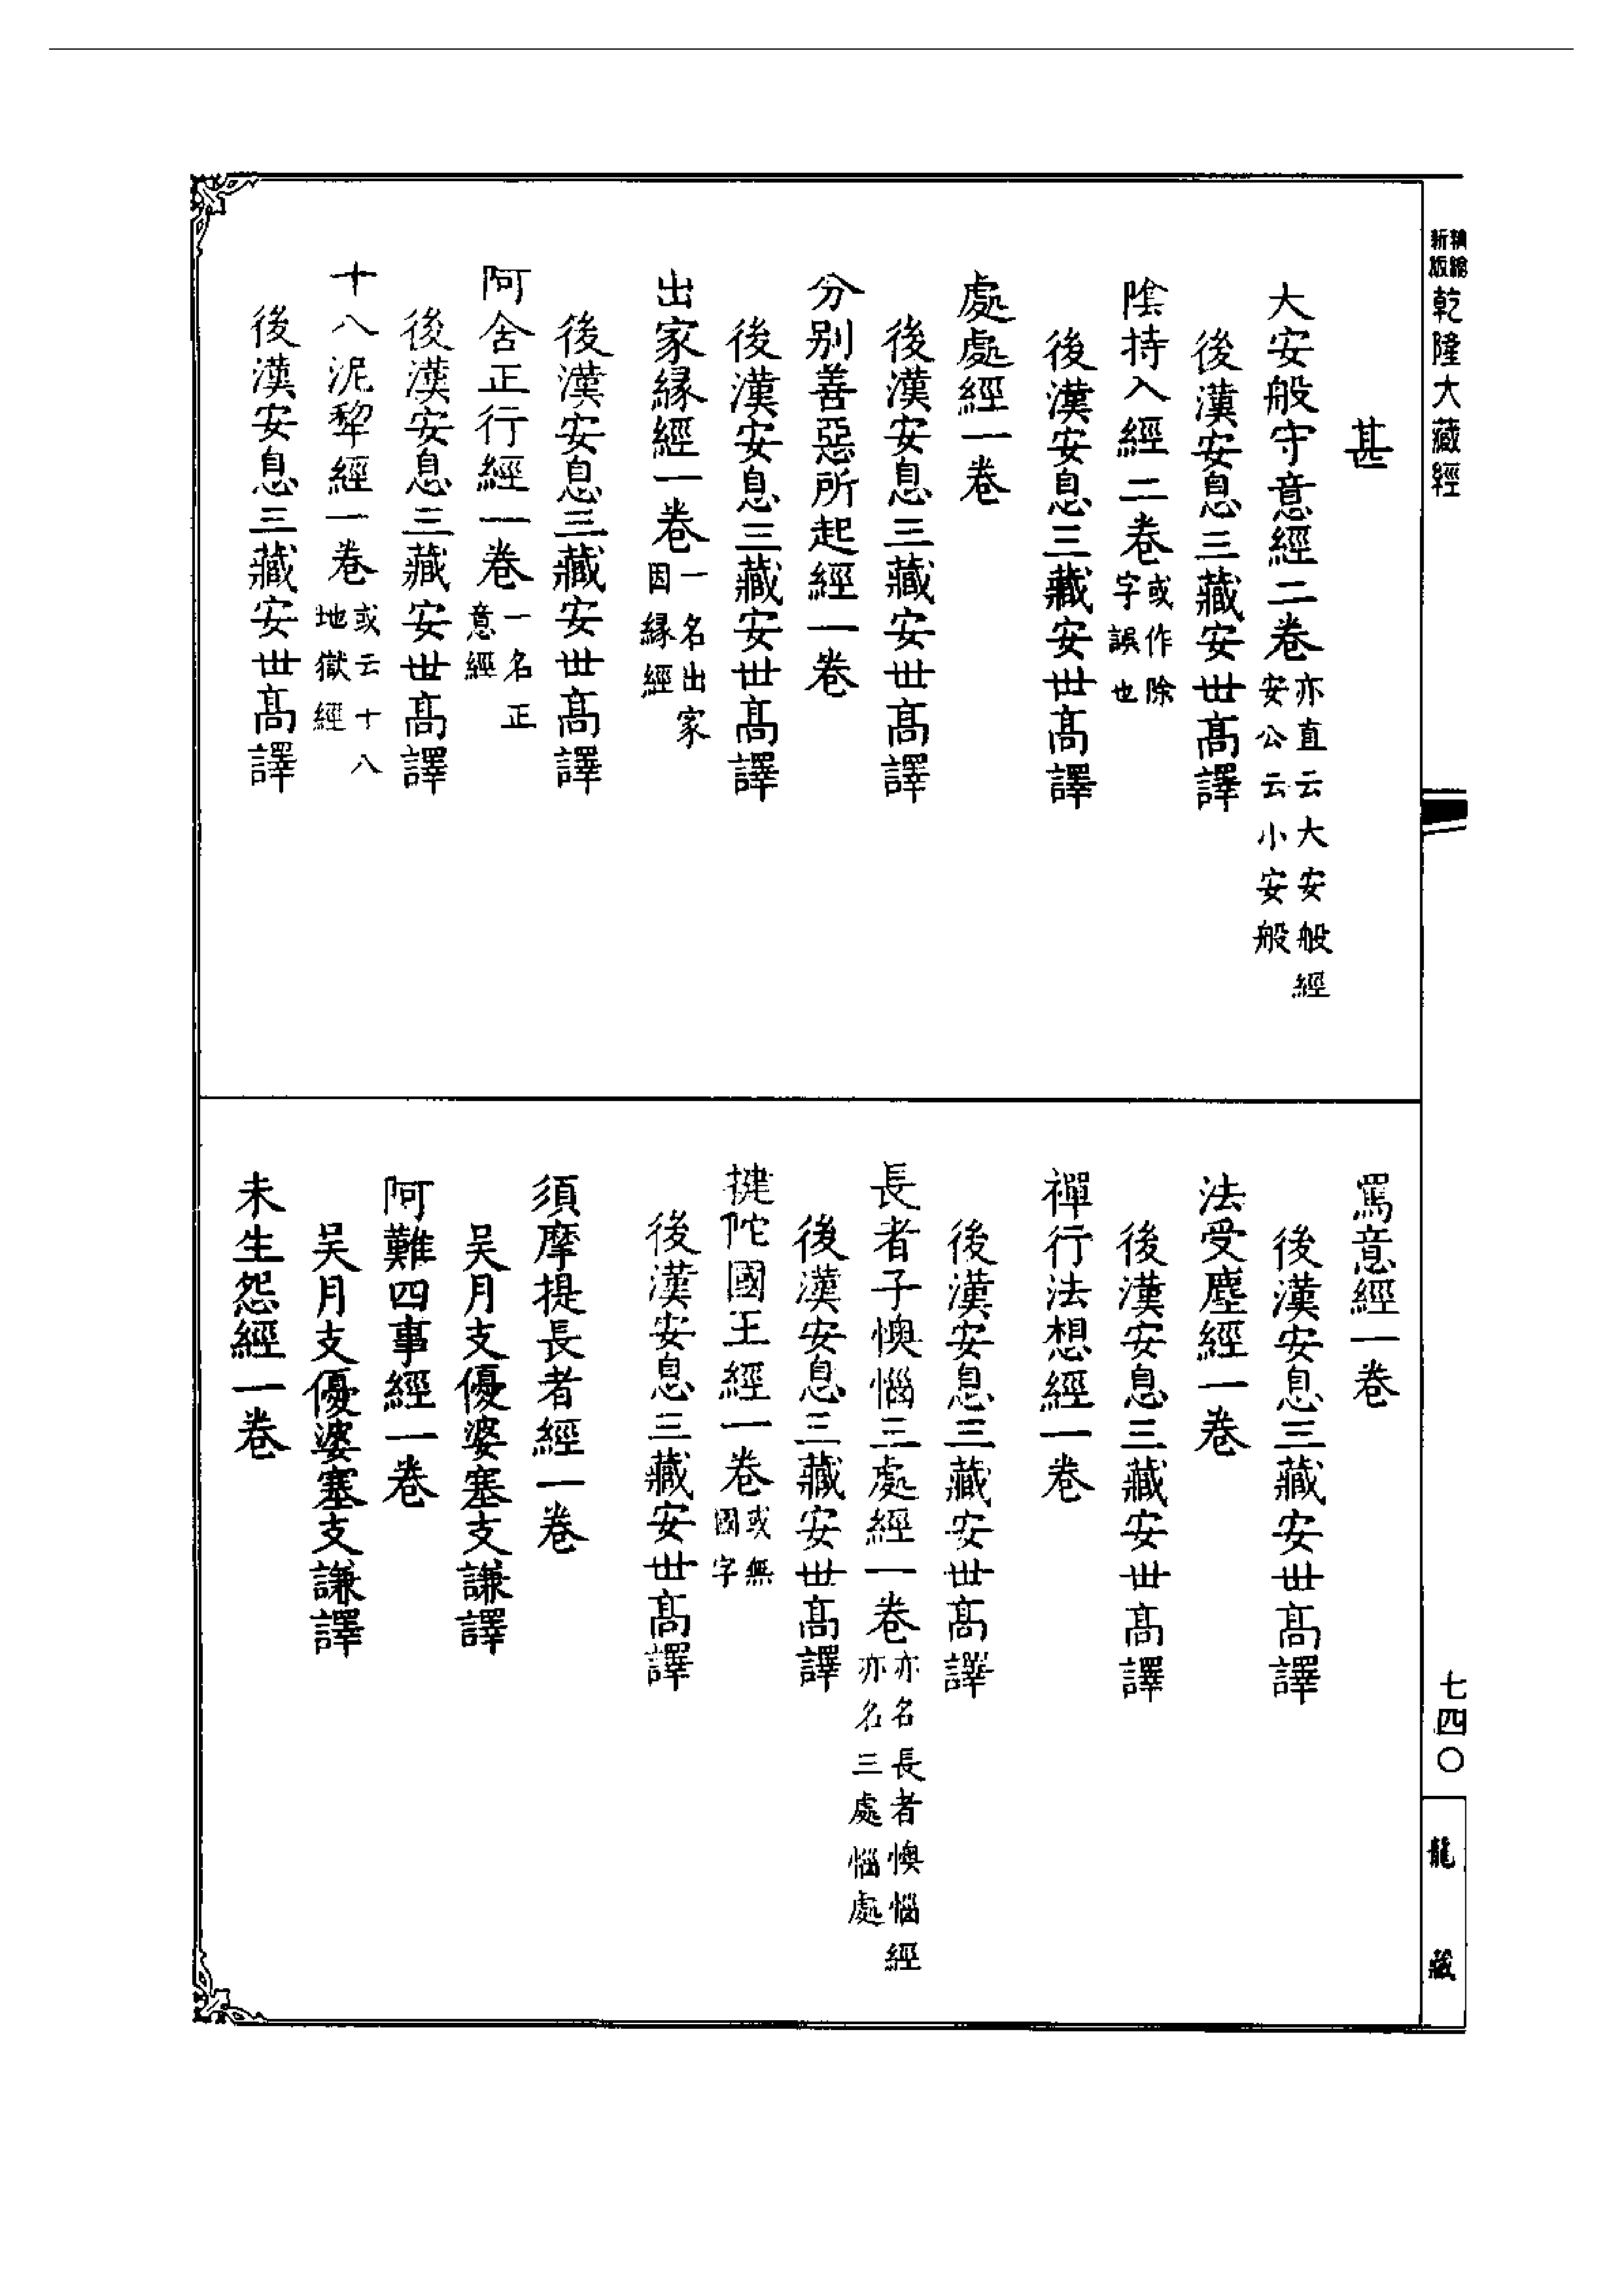 新版精縮乾隆大藏經
甚
大安般守意經二卷亦直云大安般經安公云小安般
後漢安息三藏安世高譯
陰持入經二卷或作除字誤也
後漢安息三藏安世高譯
處處經一卷
後漢安息三藏安世高譯
分别善惡所起經一卷
後漢安息三藏安世高譯
出家縁經一卷一名出家因縁經
後漢安息三藏安世高譯
阿含正行經一卷一名正意經
後漢安息三藏安世高譯
十八泥犂經一卷或云十八地獄經
後漢安息三藏安世高譯
罵意經一卷
後漢安息三藏安世高譯
法受塵經一卷
後漢安息三藏安世高譯
禪行法想經一卷
後漢安息三藏安世高譯
長者子懊惱三處經一卷亦名長者懊惱經亦名三處惱處
後漢安息三藏安世高譯
揵陀國王經一卷或無國字
後漢安息三藏安世高譯
須摩提長者經一卷
吴月支優婆塞支謙譯
阿難四事經一卷
吴月支優婆塞支謙譯
未生怨經一卷
七四〇
龍藏